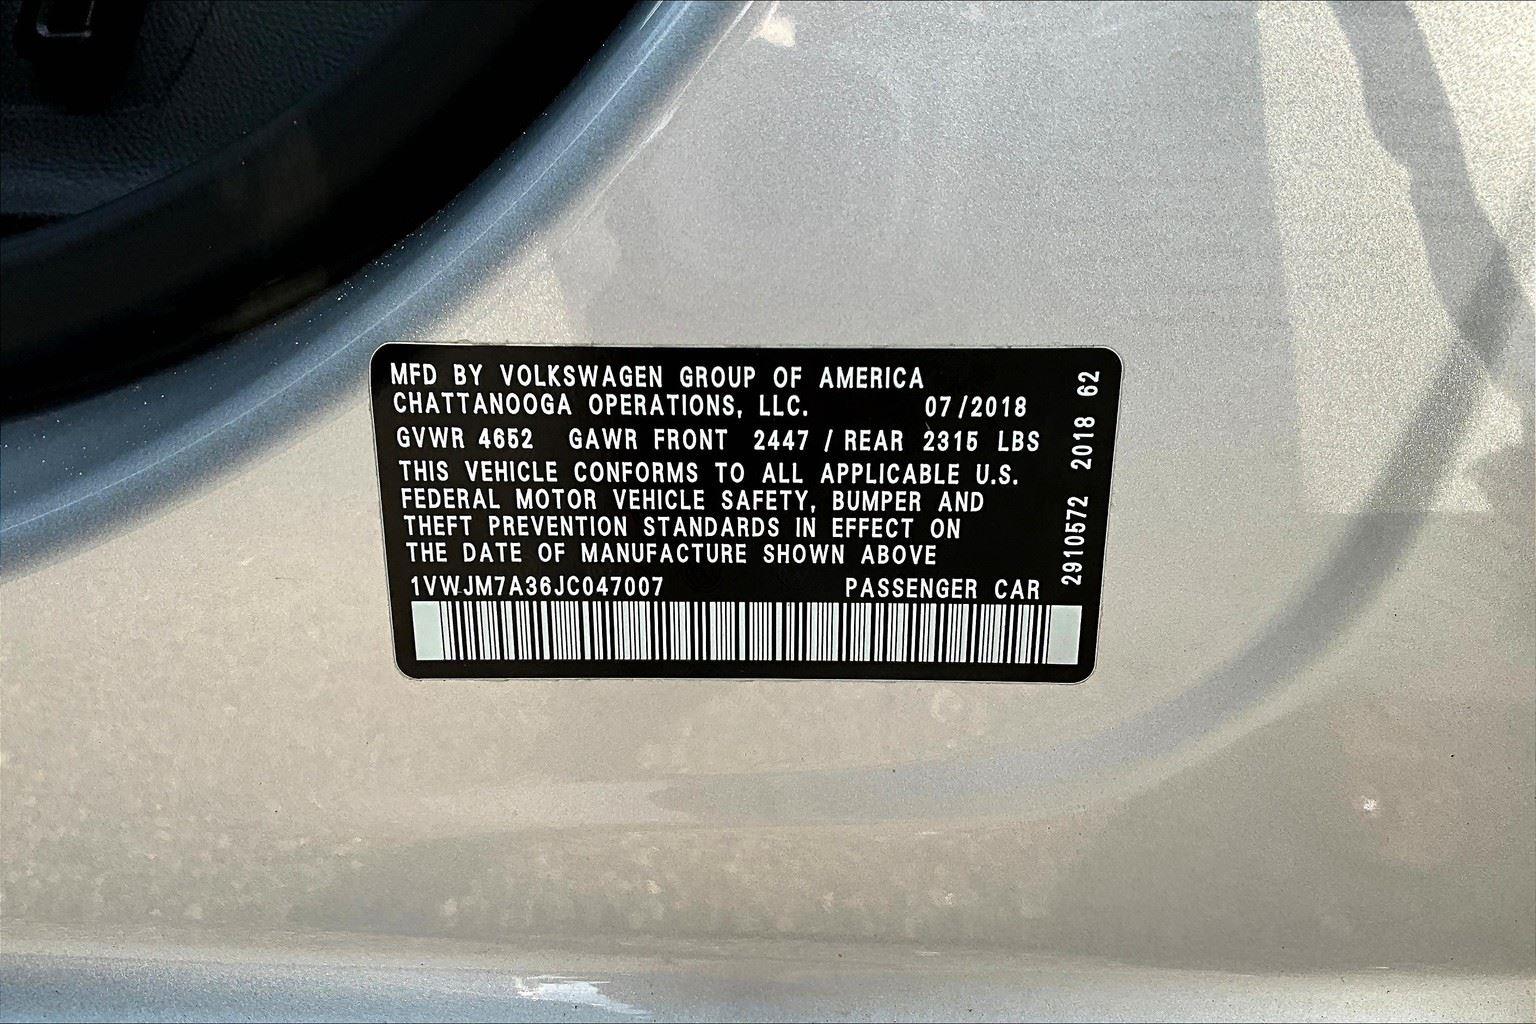 MFD BY VOLKSWAGEN GROUP OF AMERICA
CHATTANOOGA OPERATIONS, LLC. 07/2018
GVWR 4652 GAWR FRONT 2447 / REAR 2315 LBS
THIS VEHICLE CONFORMS TO ALL APPLICABLE U.S.
FEDERAL MOTOR VEHICLE SAFETY, BUMPER AND
THEFT PREVENTION STANDARDS IN EFFECT ON
THE DATE OF MANUFACTURE SHOWN ABOVE
1VWJM7A36JC047007 PASSENGER CAR
2910572 2018 62